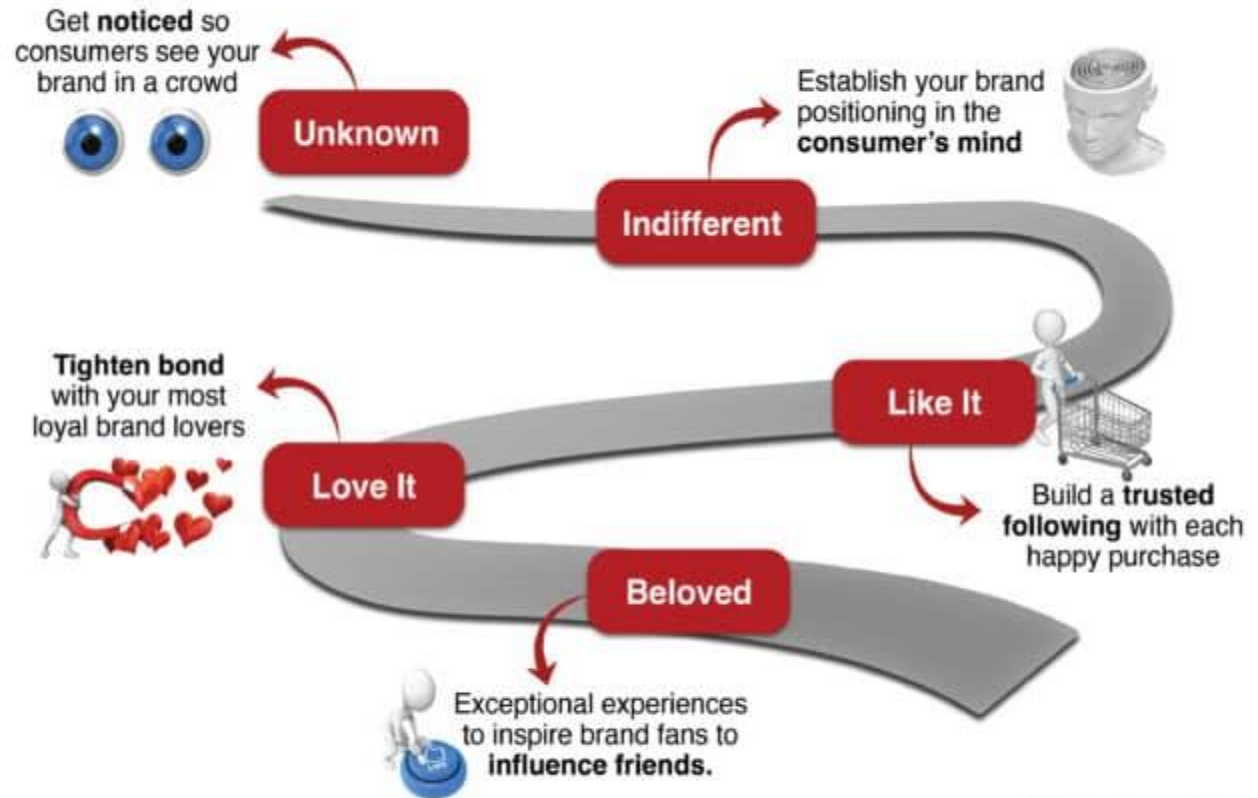 Get noticed so
consumers see your
brand in a crowd
Unknown
Establish your brand
positioning in the
consumer's mind
Indifferent
Like It
Build a trusted
following with each
happy purchase
Tighten bond
with your most
loyal brand lovers
Love It
Beloved
Exceptional experiences
to inspire brand fans to
influence friends.